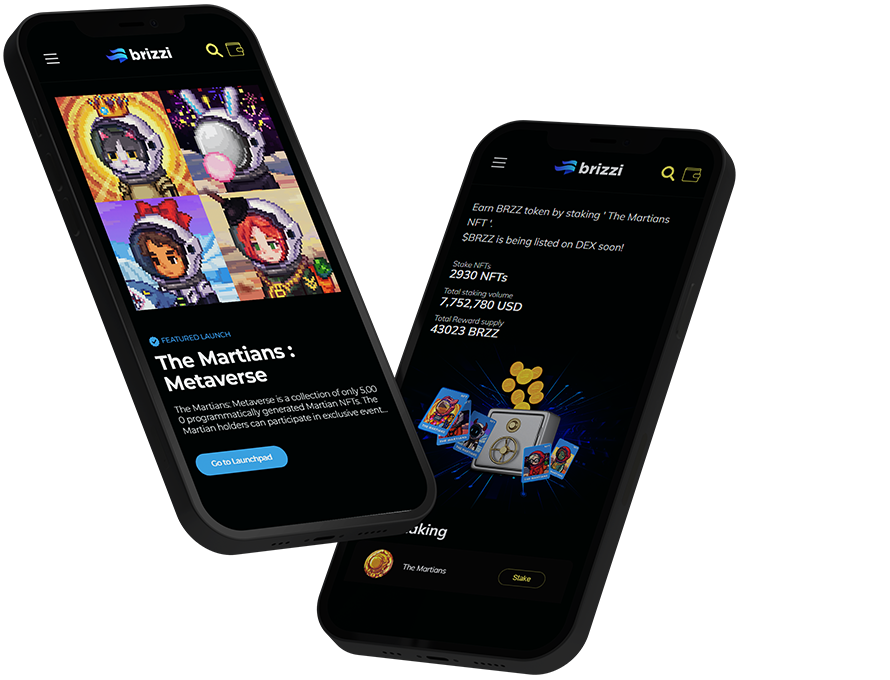 brizzi
FEATURED LAUNCH
The Martians :
Metaverse
The Martians: Metaverse is a collection of only 5,00
0 programmatically generated Martian NFTs. The
Martian holders can participate in exclusive event...
Go to Launchpad
brizzi
Earn BRZZ token by staking ' The Martians
NFT '.
$BRZZ is being listed on DEX soon!
Stake NFTs
2930 NFTs
Total staking volume
7,752,780 USD
Total Reward supply
43023 BRZZ
The Martians
Stake